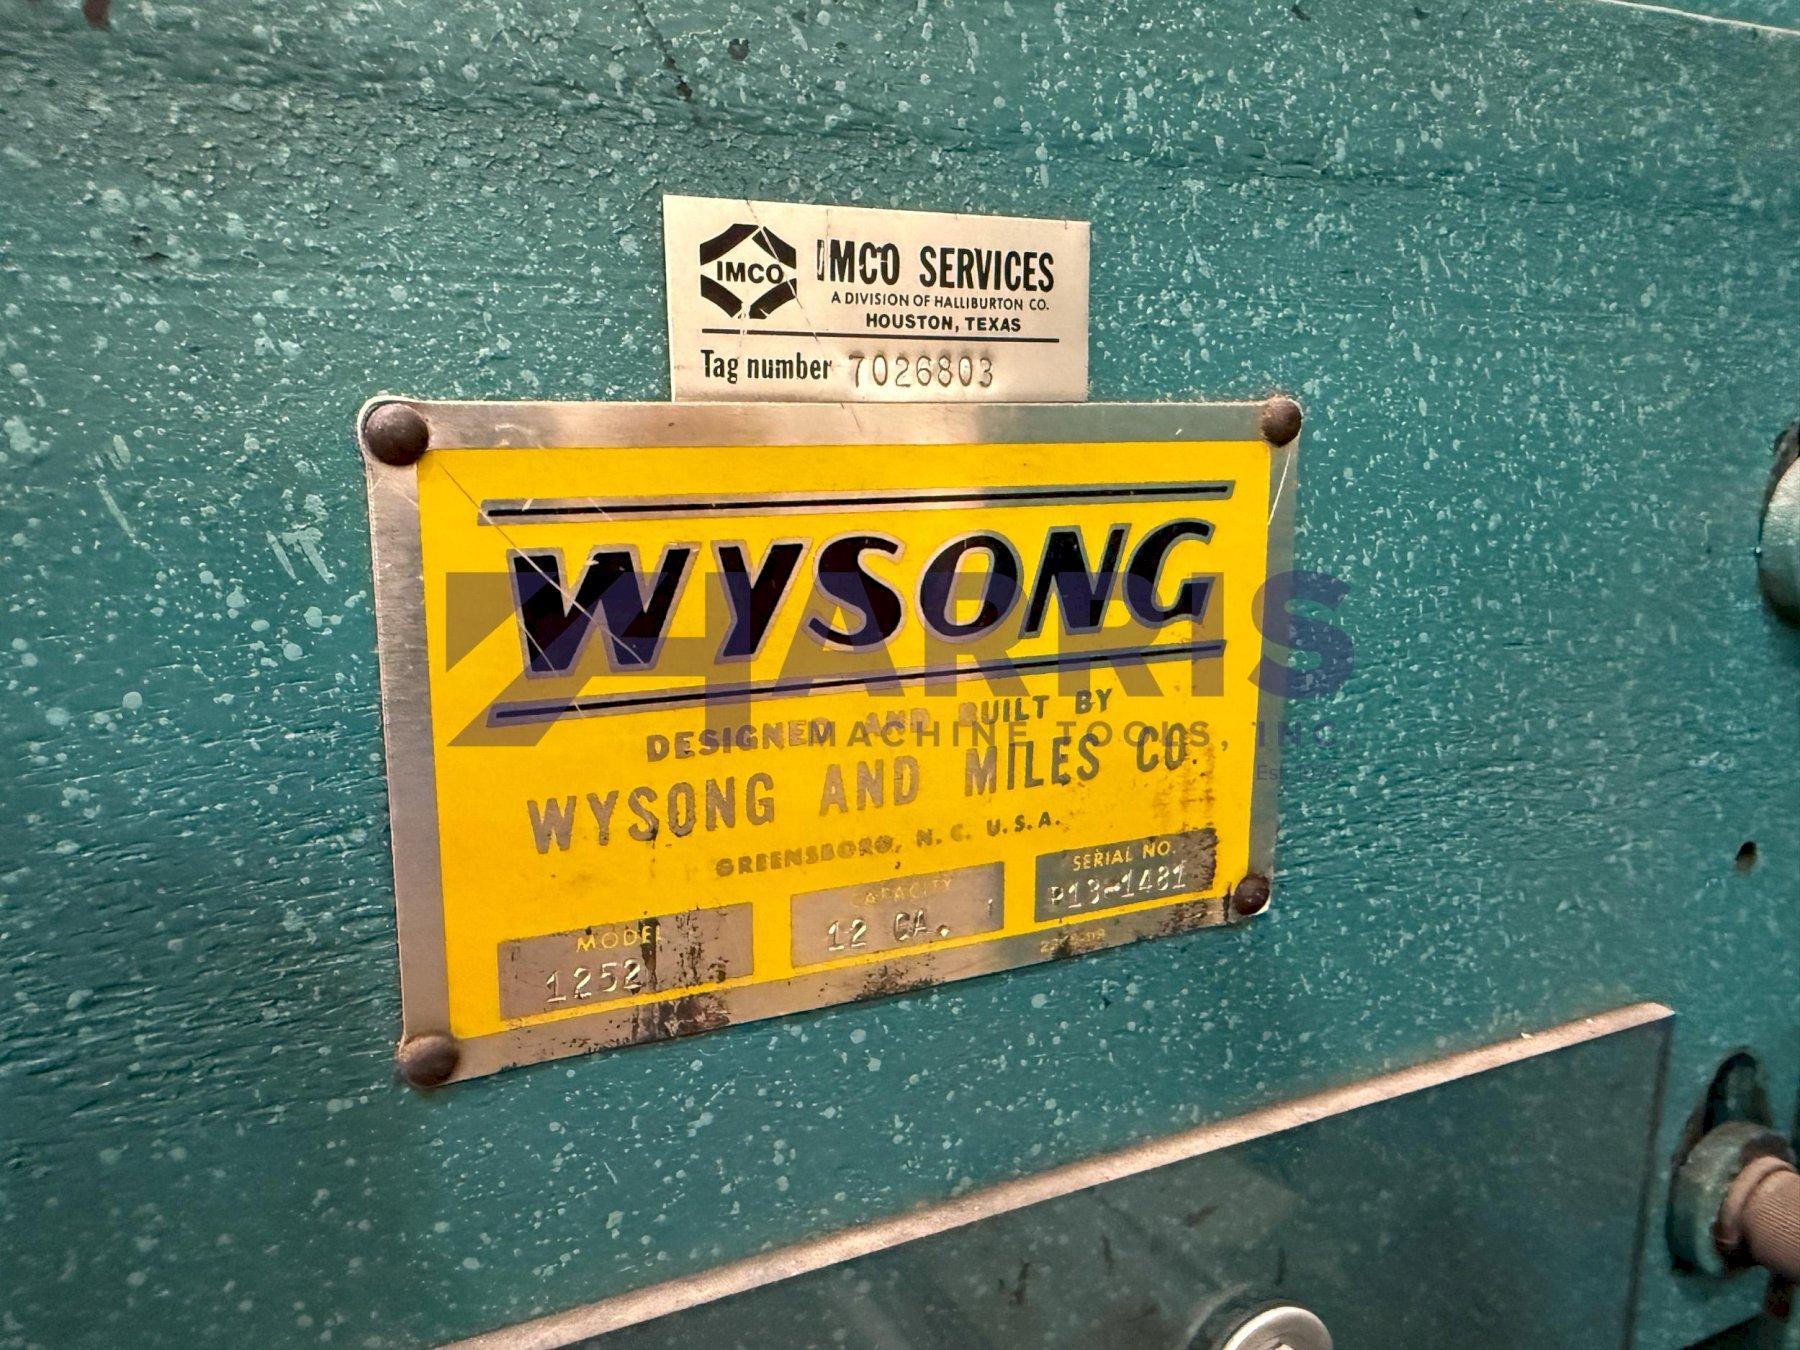 IMCO
IMCO SERVICES
A DIVISION OF HALLIBURTON CO.
HOUSTON, TEXAS
Tag number 7026803
WYSONG
HARRIS
MACHINE TOOLS, INC.
DESIGNED AND BUILT BY
WYSONG AND MILES CO.
GREENSBORO, N. C. U.S.A.
MODEL
1252
CAPACITY
12 GA.
SERIAL NO.
P13-1481